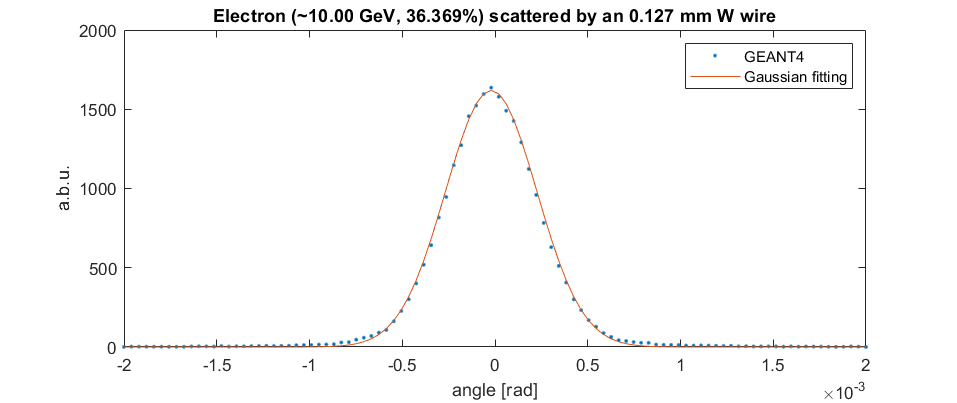 Electron (~10.00 GeV, 36.369%) scattered by an 0.127 mm W wire
2000
1500
1000
500
0
a.b.u.
GEANT4
Gaussian fitting
-2 -1.5 -1 -0.5 0 0.5 1 1.5 2
angle [rad]
×10-3